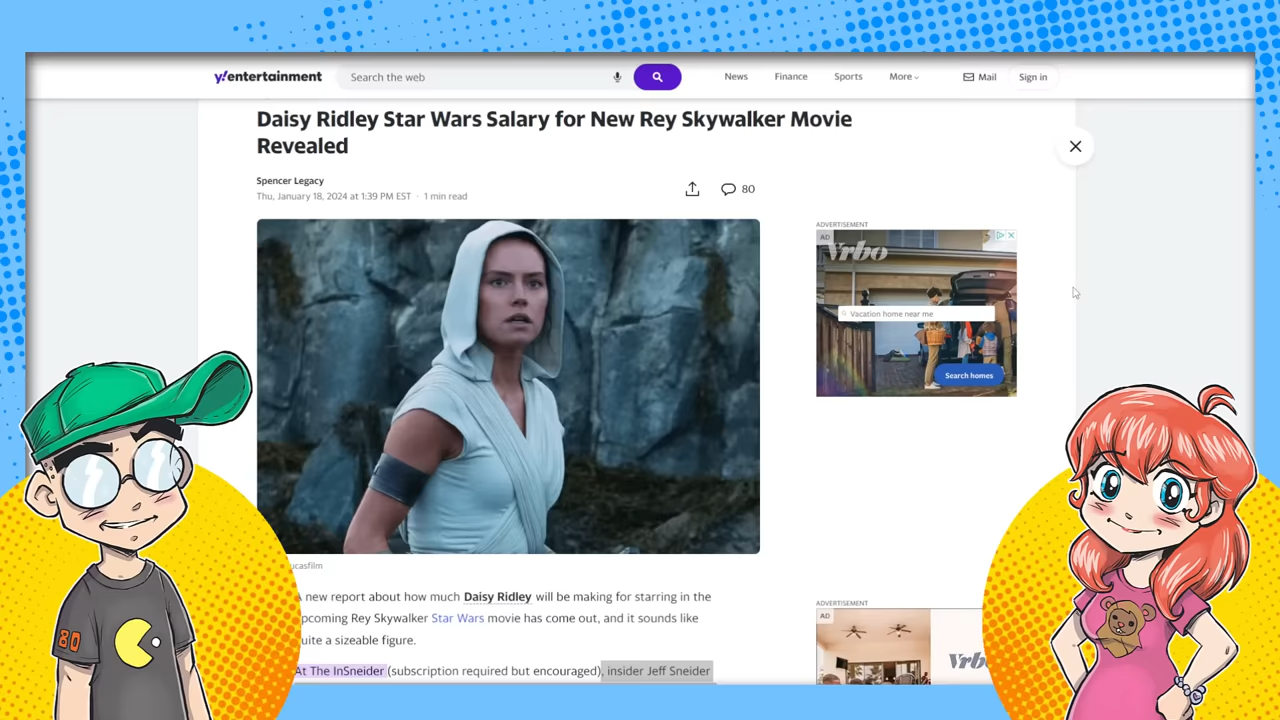 y!entertainment
Search the web
News
Finance
Sports
More
Mail
Sign in
Daisy Ridley Star Wars Salary for New Rey Skywalker Movie
Revealed
Spencer Legacy
Thu, January 18, 2024 at 1:39 PM EST · 1 min read
80
ADVERTISEMENT
AD
Vrbo
Vacation home near me
Search homes
ucasfilm
A new report about how much Daisy Ridley will be making for starring in the
pcoming Rey Skywalker Star Wars movie has come out, and it sounds like
uite a sizeable figure.
At The InSneider (subscription required but encouraged), insider Jeff Sneider
ADVERTISEMENT
AD
Vrbo
80